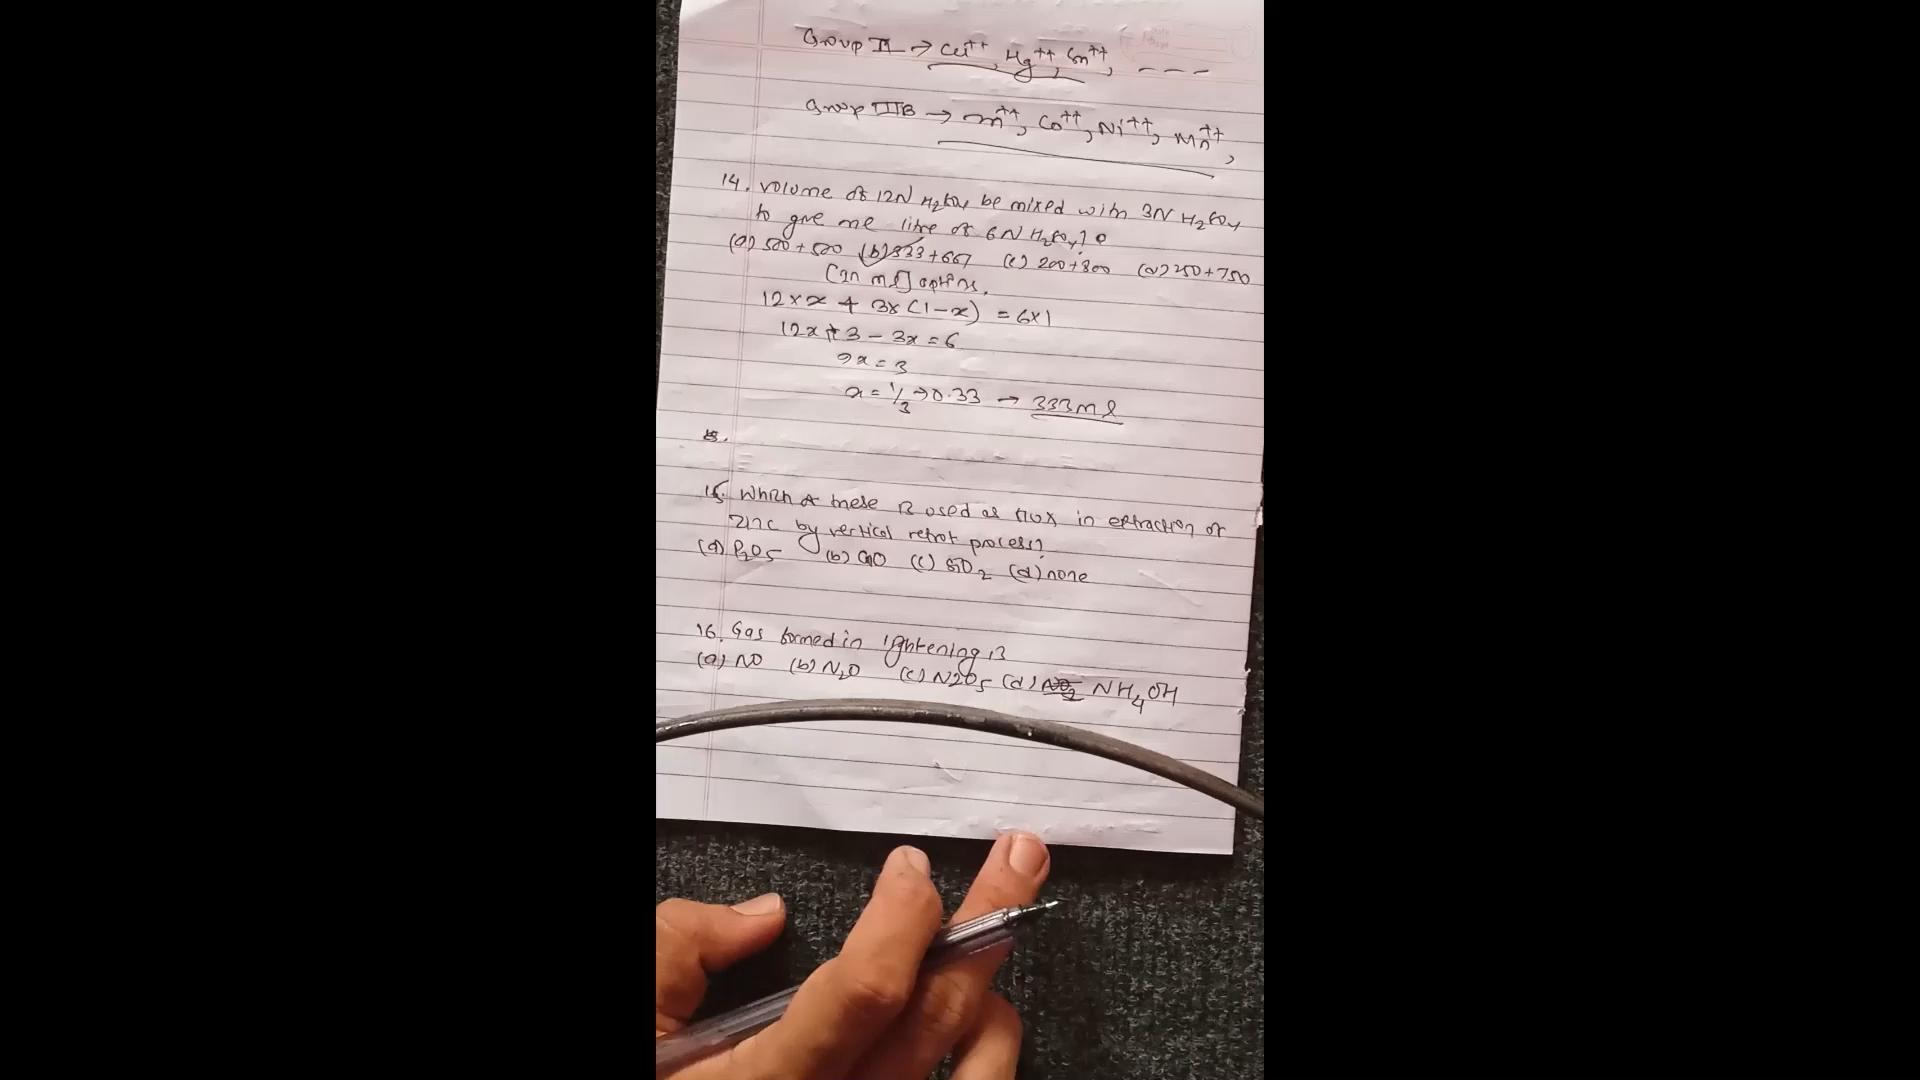 Group II → Cu++, Hg++, Sn++, ---
Group IIIB → Zn++, Co++, Ni++, Mn++,
14. volume of 12N H2SO4 be mixed with 3N H2SO4
to give me litre of 6N H2SO4?
(a) 500+500 (b) 333+667 (c) 200+800 (d) 250+750
[In ml] options.
12×x + 3×(1-x) = 6×1
12x+3-3x=6
9x=3
x=1/3→0.33 → 333ml
15.
15. Which of these is used as flux in extraction of
zinc by vertical retrot process?
(a) P2O5 (b) CaO (c) SiO2 (d) none
16. Gas formed in lightening is
(a) NO (b) N2O (c) N2O5 (d) NO2 NH4OH